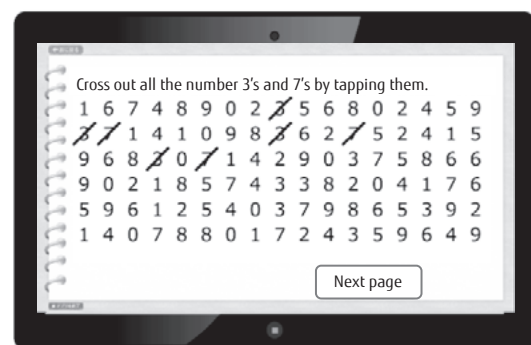 Cross out all the number 3's and 7's by tapping them.
1 6 7 4 8 9 0 2 3 5 6 8 0 2 4 5 9
3 7 1 4 1 0 9 8 3 6 2 7 5 2 4 1 5
9 6 8 3 0 7 1 4 2 9 0 3 7 5 8 6 6
9 0 2 1 8 5 7 4 3 3 8 2 0 4 1 7 6
5 9 6 1 2 5 4 0 3 7 9 8 6 5 3 9 2
1 4 0 7 8 8 0 1 7 2 4 3 5 9 6 4 9
Next page